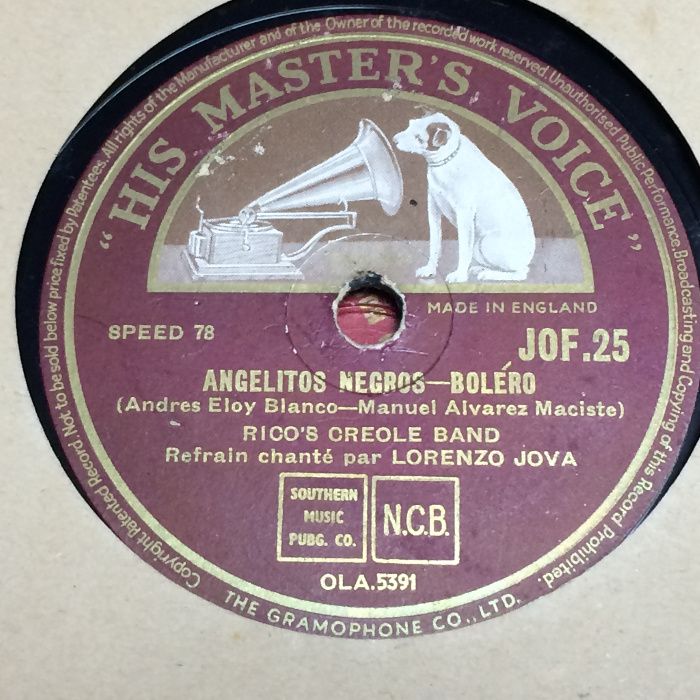 Copyright Patented Record Not to be sold below price fixed by Patentees. All rights of the Manufacturer and of the Owner of the recorded work reserved. Unauthorised Public Performance. Broadcasting and Copying of this Record Prohibited.
"HIS MASTER'S VOICE"
MADE IN ENGLAND
SPEED 78
JOF.25
ANGELITOS NEGROS—BOLÉRO
(Andres Eloy Blanco—Manuel Alvarez Maciste)
RICO'S CREOLE BAND
Refrain chanté par LORENZO JOVA
SOUTHERN
MUSIC
PUBG. CO.
N.C.B.
OLA.5391
THE GRAMOPHONE CO., LTD.